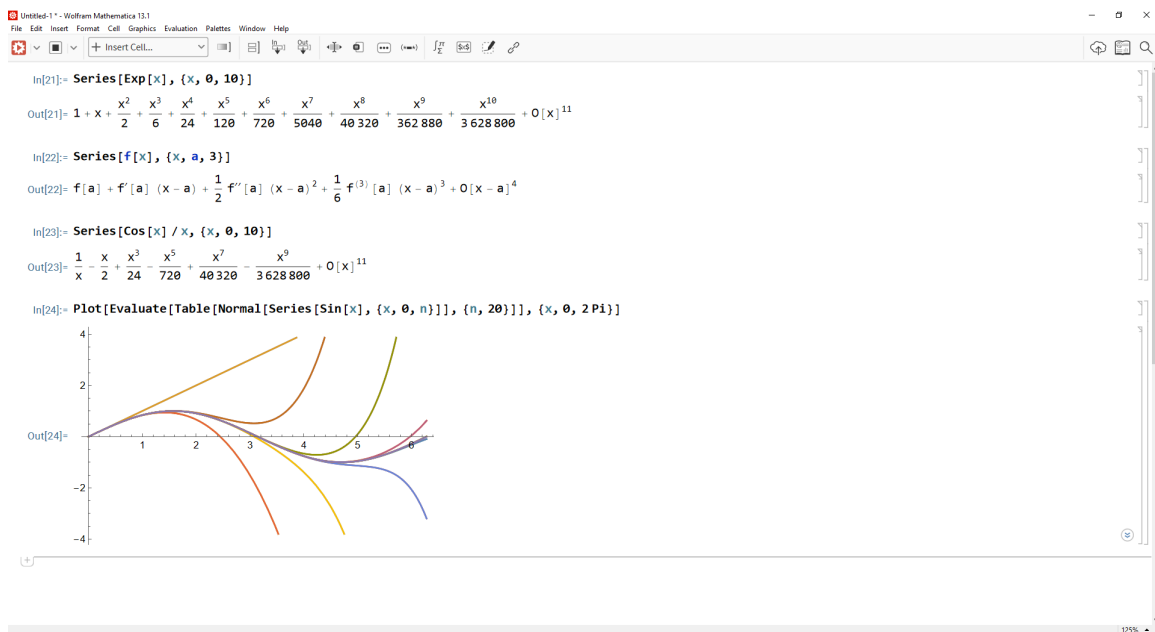 Untitled-1 * - Wolfram Mathematica 13.1
File Edit Insert Format Cell Graphics Evaluation Palettes Window Help
Insert Cell...
In[21]:= Series[Exp[x], {x, 0, 10}]
Out[21]= 1 + x + x²/2 + x³/6 + x⁴/24 + x⁵/120 + x⁶/720 + x⁷/5040 + x⁸/40 320 + x⁹/362 880 + x¹⁰/3 628 800 + O[x]¹¹
In[22]:= Series[f[x], {x, a, 3}]
Out[22]= f[a] + f′[a] (x - a) + 1/2 f″[a] (x - a)² + 1/6 f⁽³⁾[a] (x - a)³ + O[x - a]⁴
In[23]:= Series[Cos[x] / x, {x, 0, 10}]
Out[23]= 1/x - x/2 + x³/24 - x⁵/720 + x⁷/40 320 - x⁹/3 628 800 + O[x]¹¹
In[24]:= Plot[Evaluate[Table[Normal[Series[Sin[x], {x, 0, n}]], {n, 20}]], {x, 0, 2 Pi}]
4
2
Out[24]=
1 2 3 4 5 6
-2
-4
125%